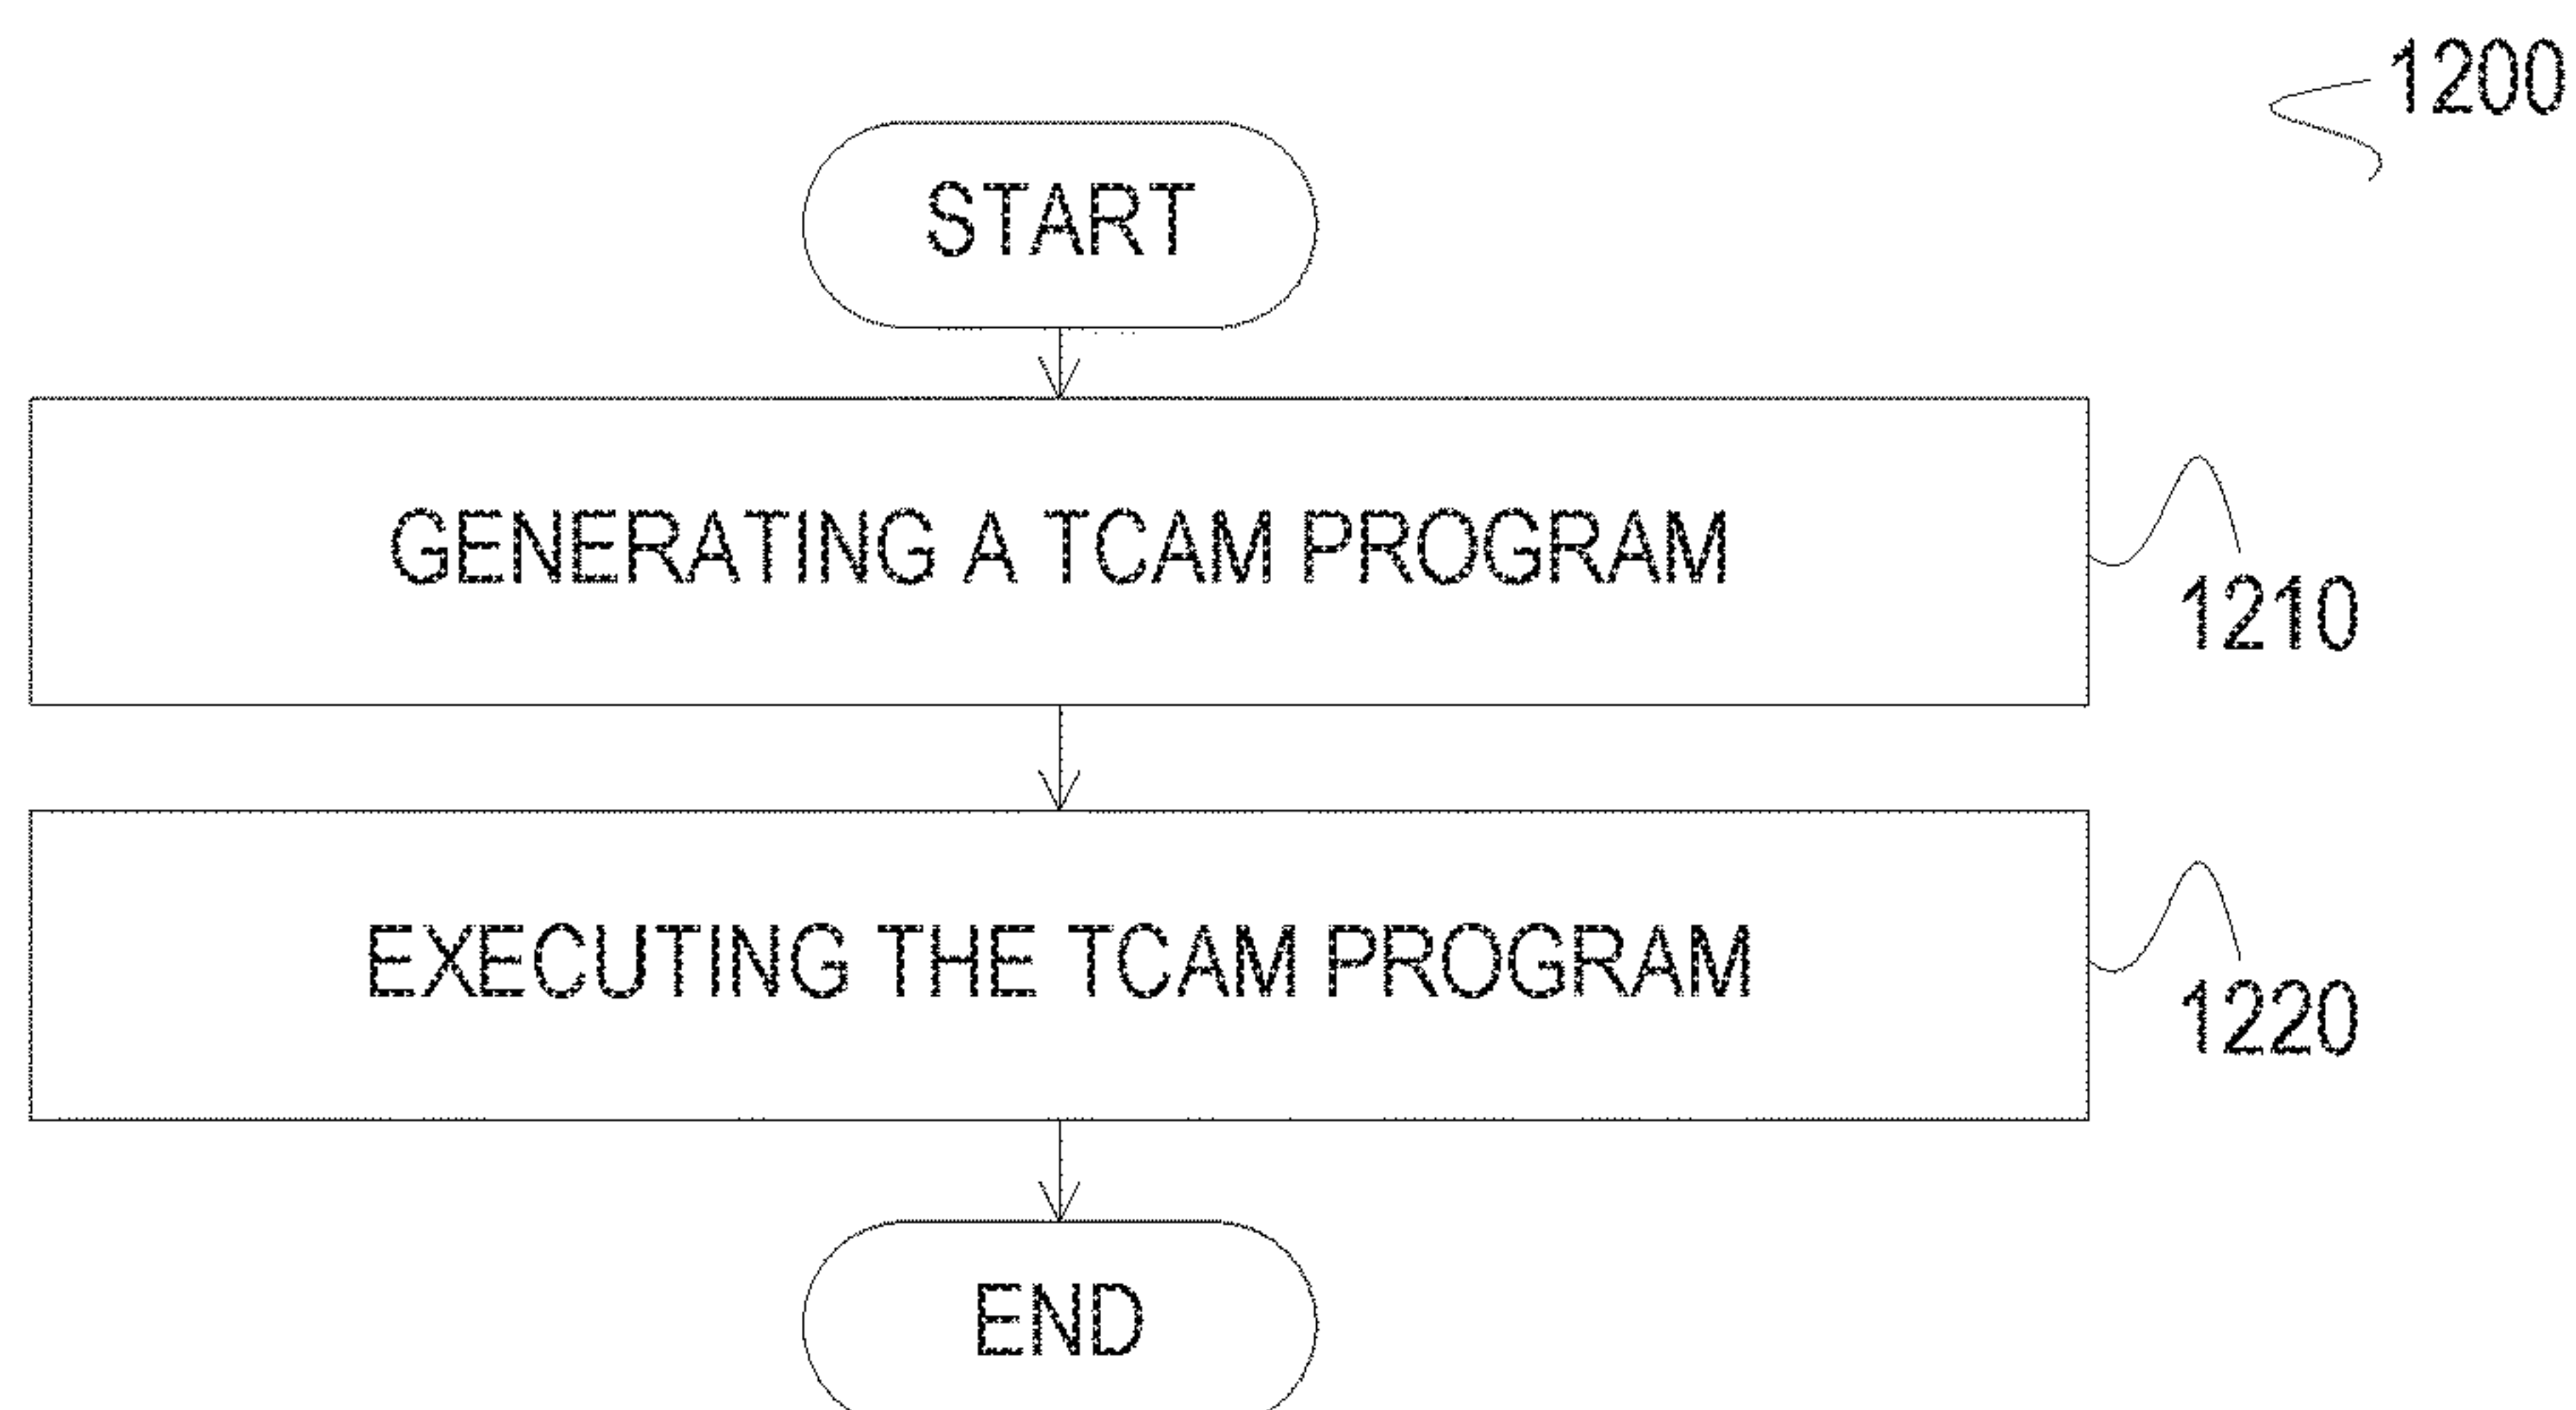 1200
START
GENERATING A TCAM PROGRAM
1210
EXECUTING THE TCAM PROGRAM
1220
END